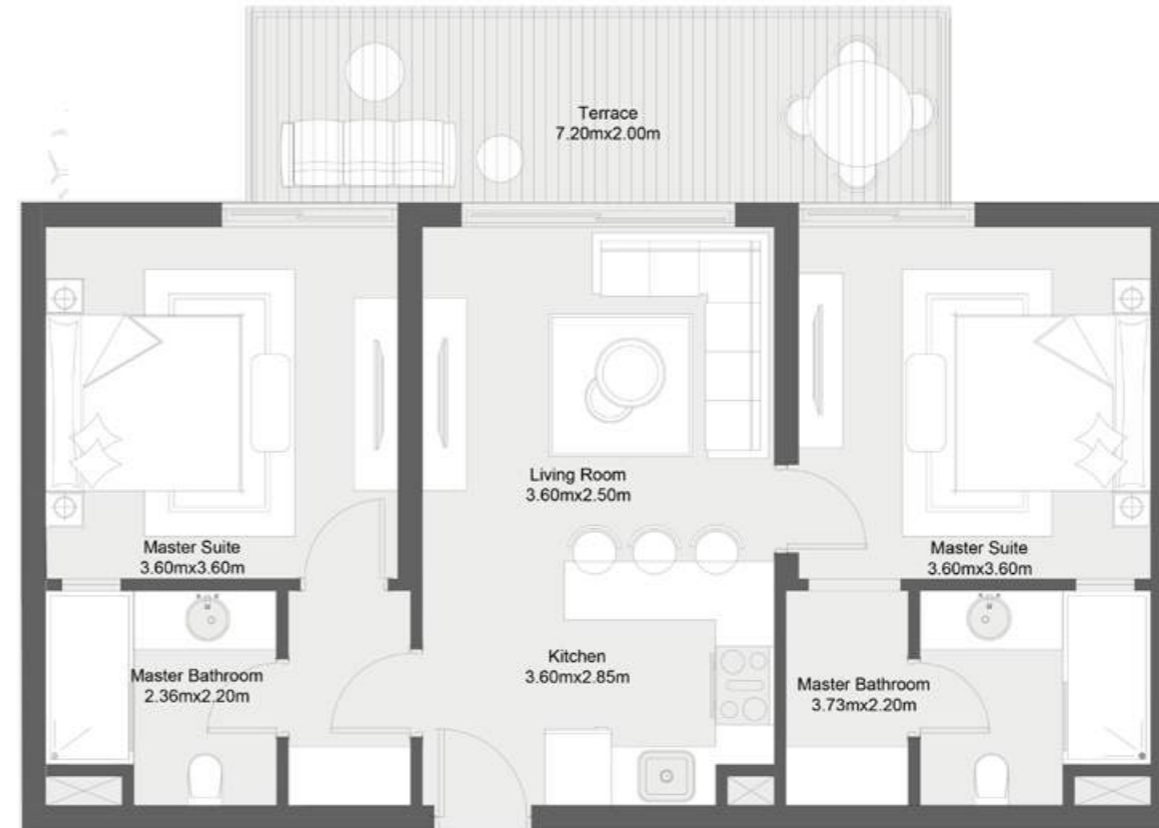 Terrace
7.20mx2.00m
Living Room
3.60mx2.50m
Master Suite
3.60mx3.60m
Master Suite
3.60mx3.60m
Kitchen
3.60mx2.85m
Master Bathroom
2.36mx2.20m
Master Bathroom
3.73mx2.20m